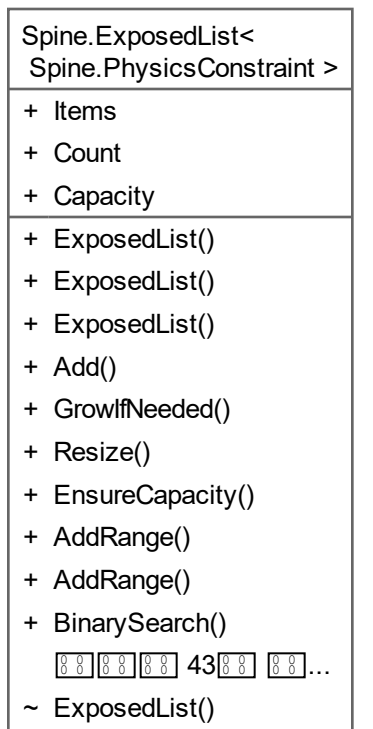 Spine.ExposedList<
Spine.PhysicsConstraint >
+ Items
+ Count
+ Capacity
+ ExposedList()
+ ExposedList()
+ ExposedList()
+ Add()
+ GrowIfNeeded()
+ Resize()
+ EnsureCapacity()
+ AddRange()
+ AddRange()
+ BinarySearch()
43 ...
~ ExposedList()